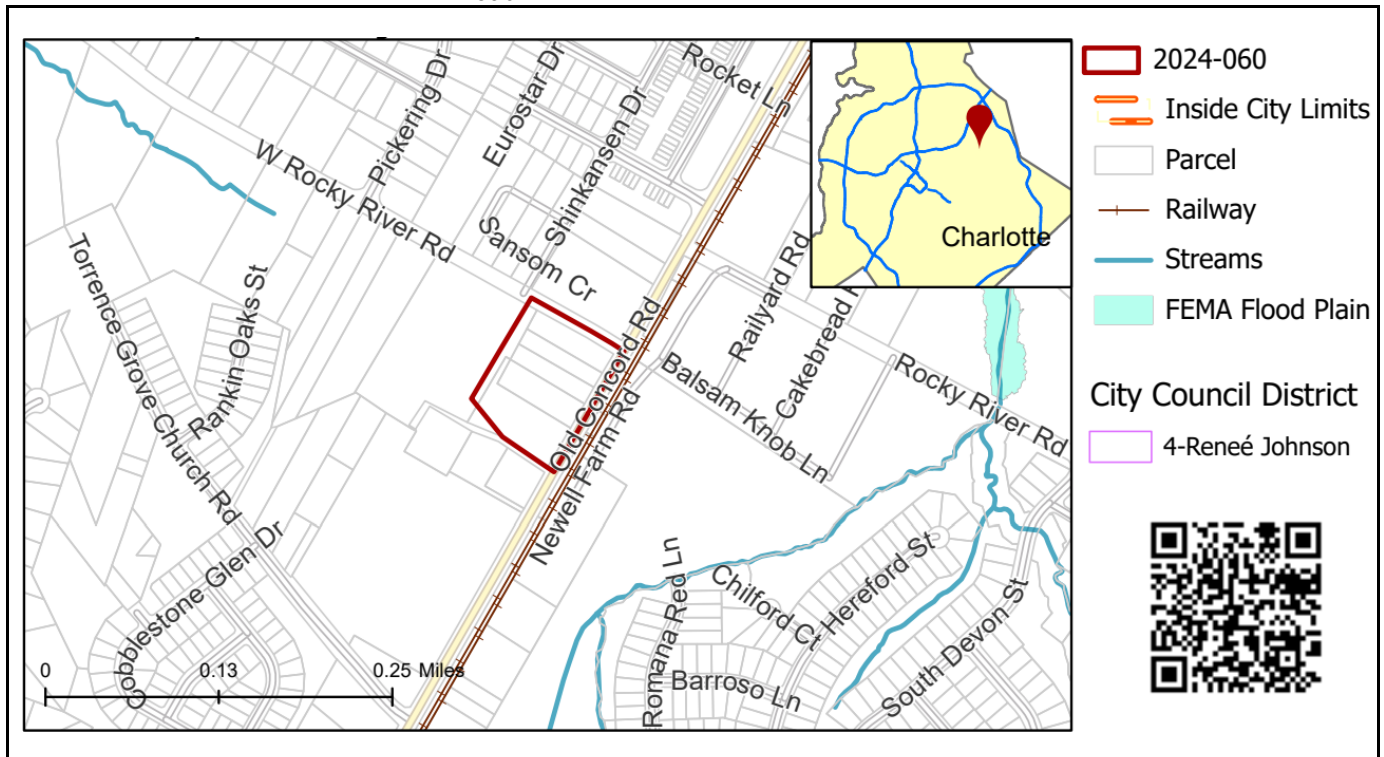 Rocket Ln
Pickering Dr
Eurostar Dr
Shinkansen Dr
W Rocky River Rd
Sansom Cr
Torrence Grove Church Rd
Rankin Oaks St
Old Concord Rd
Newell Farm Rd
Railyard Rd
Balsam Knob Ln
Rocky River Rd
Cobblestone Glen Dr
Romana Red Ln
Chilford Ct
Hereford St
South Devon St
Barroso Ln
0 0.13 0.25 Miles
Charlotte
2024-060
Inside City Limits
Parcel
Railway
Streams
FEMA Flood Plain
City Council District
4-Reneé Johnson